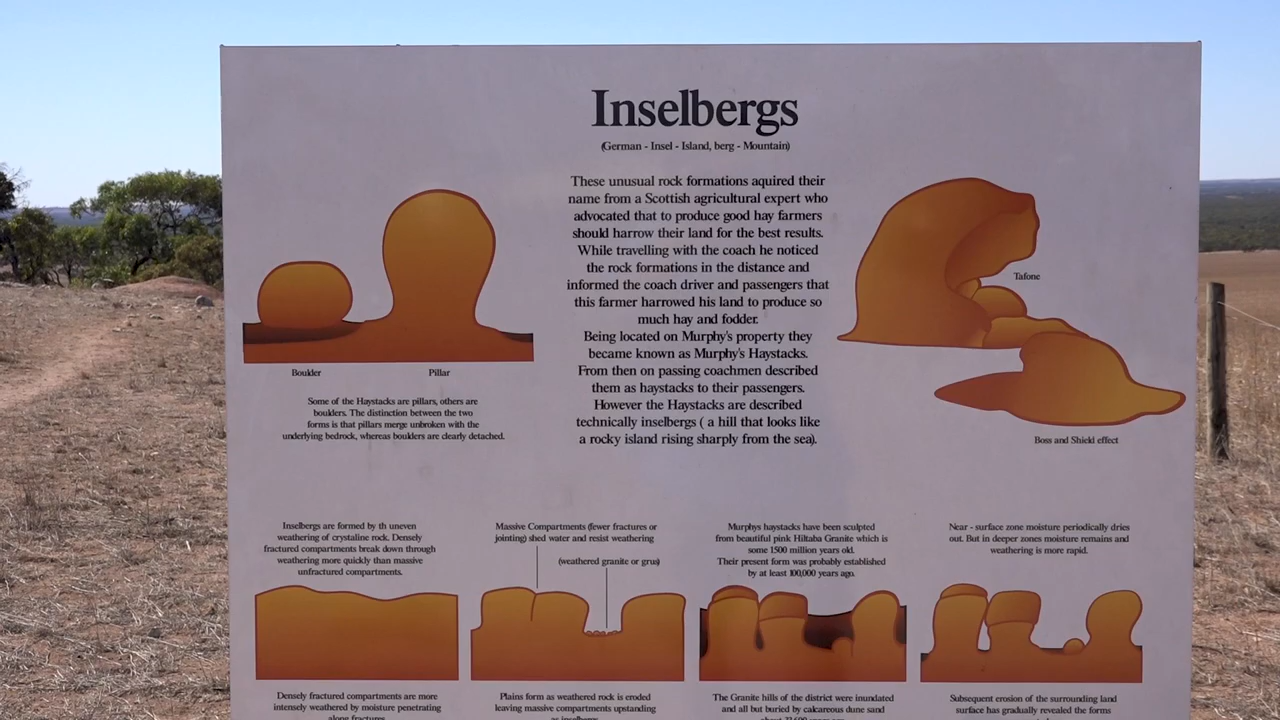 Inselbergs
(German - Insel - Island, berg - Mountain)
These unusual rock formations aquired their
name from a Scottish agricultural expert who
advocated that to produce good hay farmers
should harrow their land for the best results.
While travelling with the coach he noticed
the rock formations in the distance and
informed the coach driver and passengers that
this farmer harrowed his land to produce so
much hay and fodder.
Being located on Murphy's property they
became known as Murphy's Haystacks.
From then on passing coachmen described
them as haystacks to their passengers.
However the Haystacks are described
technically inselbergs ( a hill that looks like
a rocky island rising sharply from the sea).
Boulder
Pillar
Some of the Haystacks are pillars, others are
boulders. The distinction between the two
forms is that pillars merge unbroken with the
underlying bedrock, whereas boulders are clearly detached.
Tafone
Boss and Shield effect
Inselbergs are formed by th uneven
weathering of crystaline rock. Densely
fractured compartments break down through
weathering more quickly than massive
unfractured compartments.
Massive Compartments (fewer fractures or
jointing) shed water and resist weathering
(weathered granite or grus)
Murphys haystacks have been sculpted
from beautiful pink Hiltaba Granite which is
some 1500 million years old.
Their present form was probably established
by at least 100,000 years ago.
Near - surface zone moisture periodically dries
out. But in deeper zones moisture remains and
weathering is more rapid.
Densely fractured compartments are more
intensely weathered by moisture penetrating
along fractures.
Plains form as weathered rock is eroded
leaving massive compartments upstanding
as inselbergs.
The Granite hills of the district were inundated
and all but buried by calcareous dune sand
about
Subsequent erosion of the surrounding land
surface has gradually revealed the forms